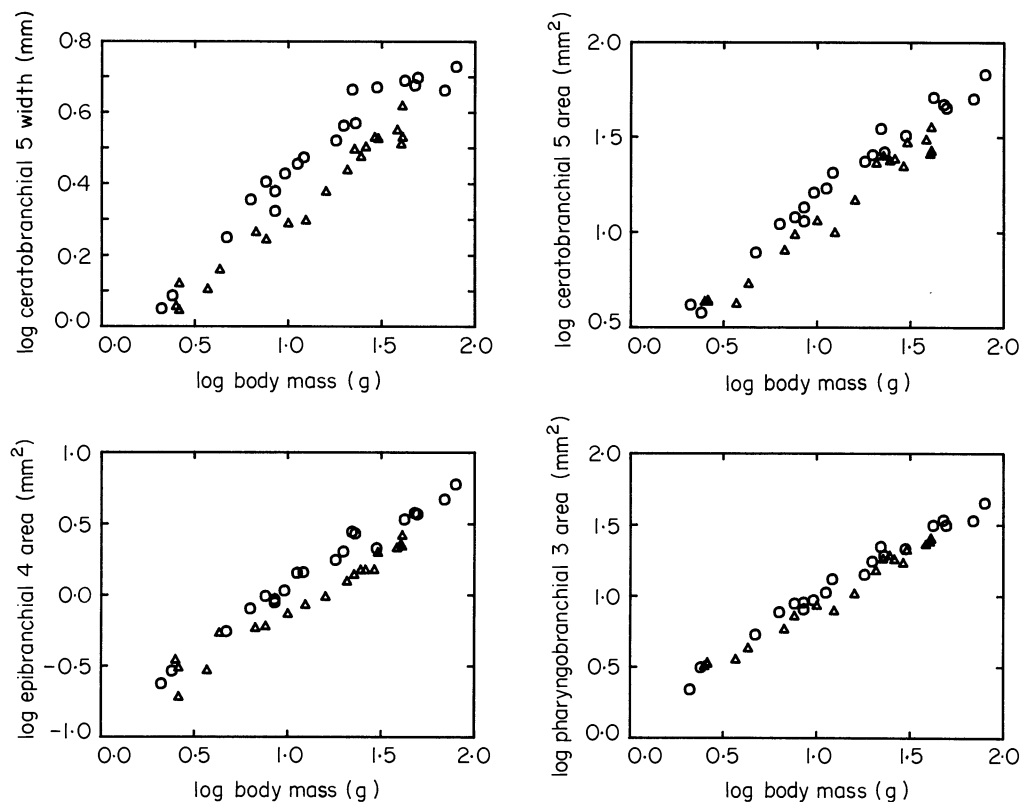 log ceratobranchial 5 width (mm)
0·8
0·6
0·4
0·2
0·0
0·0 0·5 1·0 1·5 2·0
log body mass (g)
log ceratobranchial 5 area (mm²)
2·0
1·5
1·0
0·5
0·0 0·5 1·0 1·5 2·0
log body mass (g)
log epibranchial 4 area (mm²)
1·0
0·5
0·0
−0·5
−1·0
0·0 0·5 1·0 1·5 2·0
log body mass (g)
log pharyngobranchial 3 area (mm²)
2·0
1·5
1·0
0·5
0·0
0·0 0·5 1·0 1·5 2·0
log body mass (g)